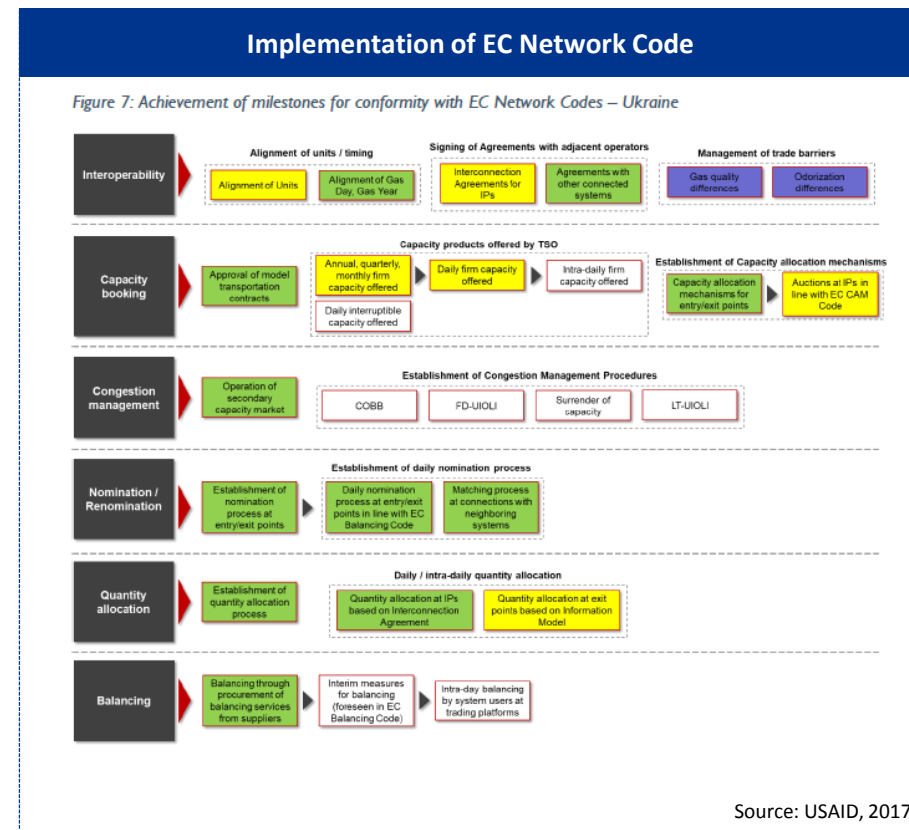 Implementation of EC Network Code
Figure 7: Achievement of milestones for conformity with EC Network Codes – Ukraine
Interoperability
Alignment of units / timing
Alignment of Units
Alignment of Gas
Day, Gas Year
Signing of Agreements with adjacent operators
Interconnection
Agreements for
IPs
Agreements with
other connected
systems
Management of trade barriers
Gas quality
differences
Odorization
differences
Capacity
booking
Approval of model
transportation
contracts
Capacity products offered by TSO
Annual, quarterly,
monthly firm
capacity offered
Daily firm capacity
offered
Intra-daily firm
capacity offered
Daily interruptible
capacity offered
Establishment of Capacity allocation mechanisms
Capacity allocation
mechanisms for
entry/exit points
Auctions at IPs in
line with EC CAM
Code
Congestion
management
Operation of
secondary
capacity market
Establishment of Congestion Management Procedures
COBB
FD-UIOLI
Surrender of
capacity
LT-UIOLI
Nomination /
Renomination
Establishment of
nomination
process at
entry/exit points
Establishment of daily nomination process
Daily nomination
process at entry/exit
points in line with EC
Balancing Code
Matching process
at connections with
neighboring
systems
Quantity
allocation
Establishment of
quantity allocation
process
Daily / intra-daily quantity allocation
Quantity allocation at IPs
based on Interconnection
Agreement
Quantity allocation at exit
points based on Information
Model
Balancing
Balancing through
procurement of
balancing services
from suppliers
Interim measures
for balancing
(foreseen in EC
Balancing Code)
Intra-day balancing
by system users at
trading platforms
Source: USAID, 2017